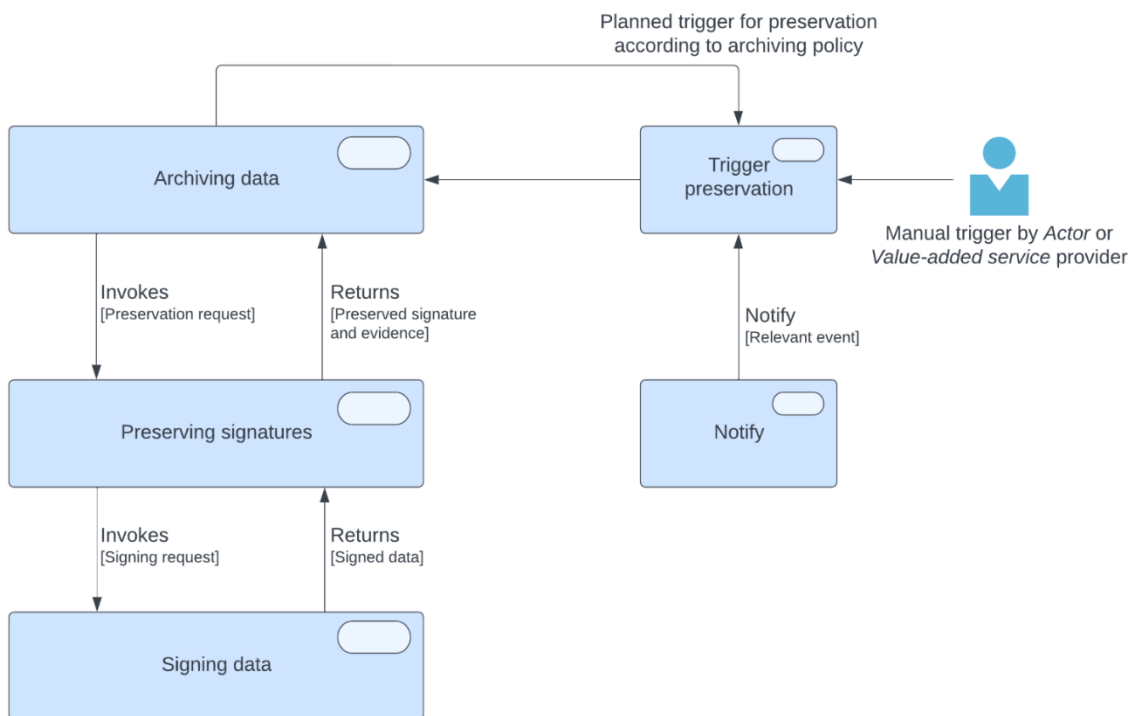 Planned trigger for preservation
according to archiving policy
Archiving data
Trigger
preservation
Manual trigger by Actor or
Value-added service provider
Invokes
[Preservation request]
Returns
[Preserved signature
and evidence]
Notify
[Relevant event]
Preserving signatures
Notify
Invokes
[Signing request]
Returns
[Signed data]
Signing data